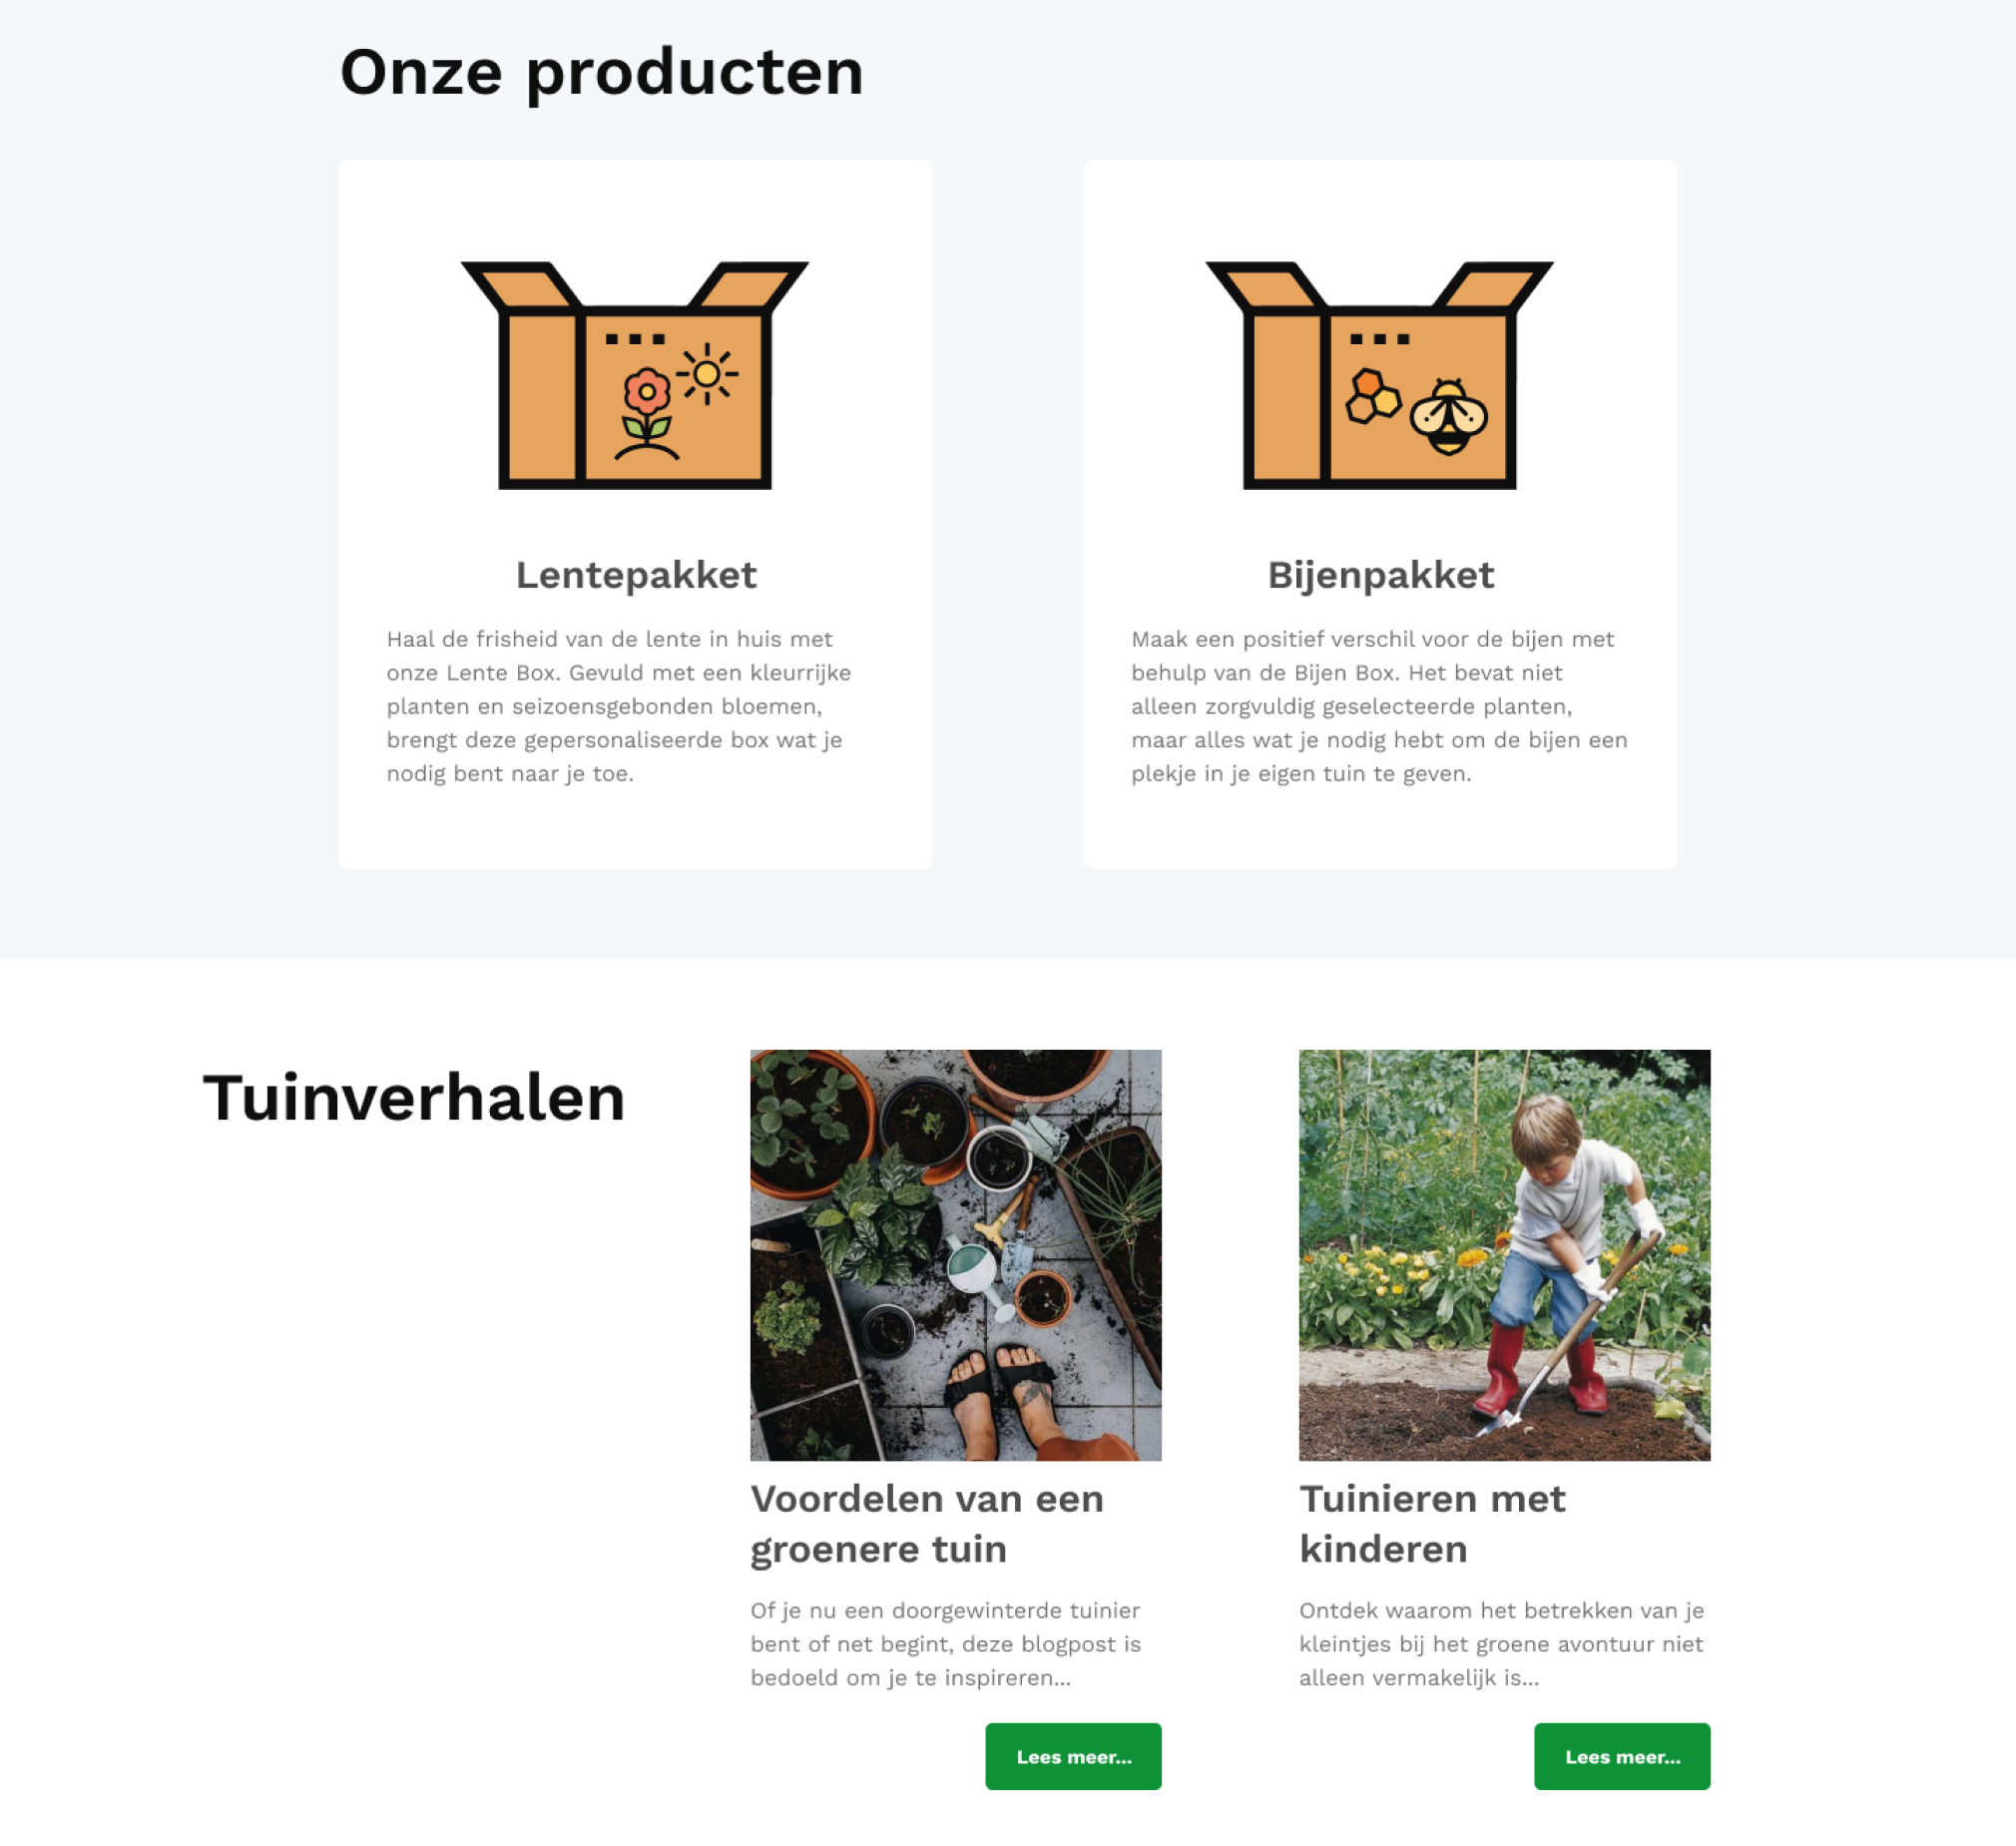 Onze producten
Lentepakket
Haal de frisheid van de lente in huis met
onze Lente Box. Gevuld met een kleurrijke
planten en seizoensgebonden bloemen,
brengt deze gepersonaliseerde box wat je
nodig bent naar je toe.
Bijenpakket
Maak een positief verschil voor de bijen met
behulp van de Bijen Box. Het bevat niet
alleen zorgvuldig geselecteerde planten,
maar alles wat je nodig hebt om de bijen een
plekje in je eigen tuin te geven.
Tuinverhalen
Voordelen van een
groenere tuin
Of je nu een doorgewinterde tuinier
bent of net begint, deze blogpost is
bedoeld om je te inspireren...
Lees meer...
Tuinieren met
kinderen
Ontdek waarom het betrekken van je
kleintjes bij het groene avontuur niet
alleen vermakelijk is...
Lees meer...